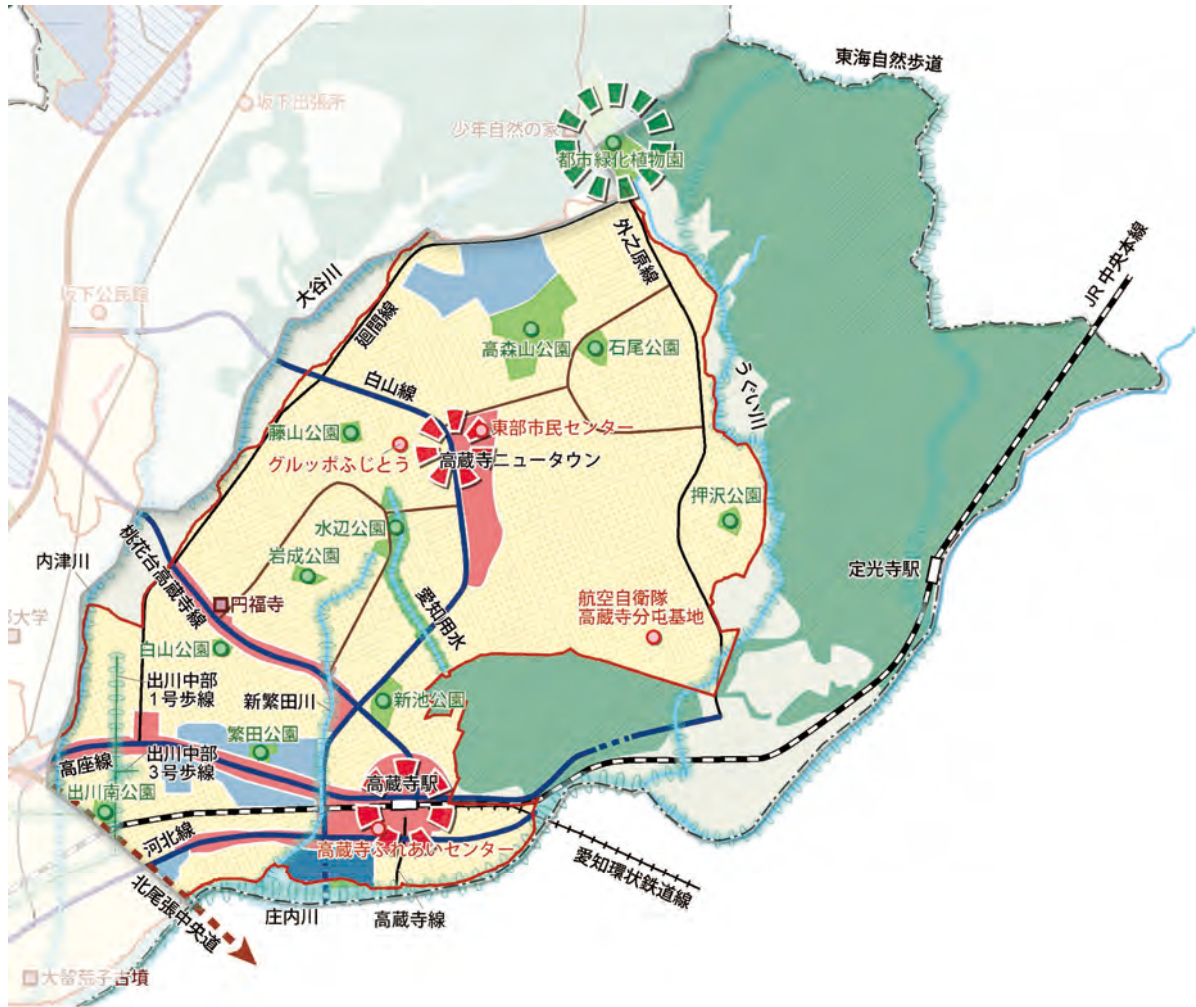 東海自然歩道
坂下出張所
少年自然の家
都市緑化植物園
外之原線
JR中央本線
大谷川
坂下公民館
廻間線
高森山公園
石尾公園
うぐい川
白山線
藤山公園
東部市民センター
グルッポふじとう
高蔵寺ニュータウン
押沢公園
水辺公園
桃花台高蔵寺線
内津川
岩成公園
定光寺駅
円福寺
愛知用水
航空自衛隊
高蔵寺分屯基地
部大学
白山公園
出川中部
1号歩線
新繁田川
新池公園
繁田公園
高座線
出川中部
3号歩線
高蔵寺駅
出川南公園
河北線
高蔵寺ふれあいセンター
愛知環状鉄道線
北尾張中央道
庄内川
高蔵寺線
大留荒子古墳